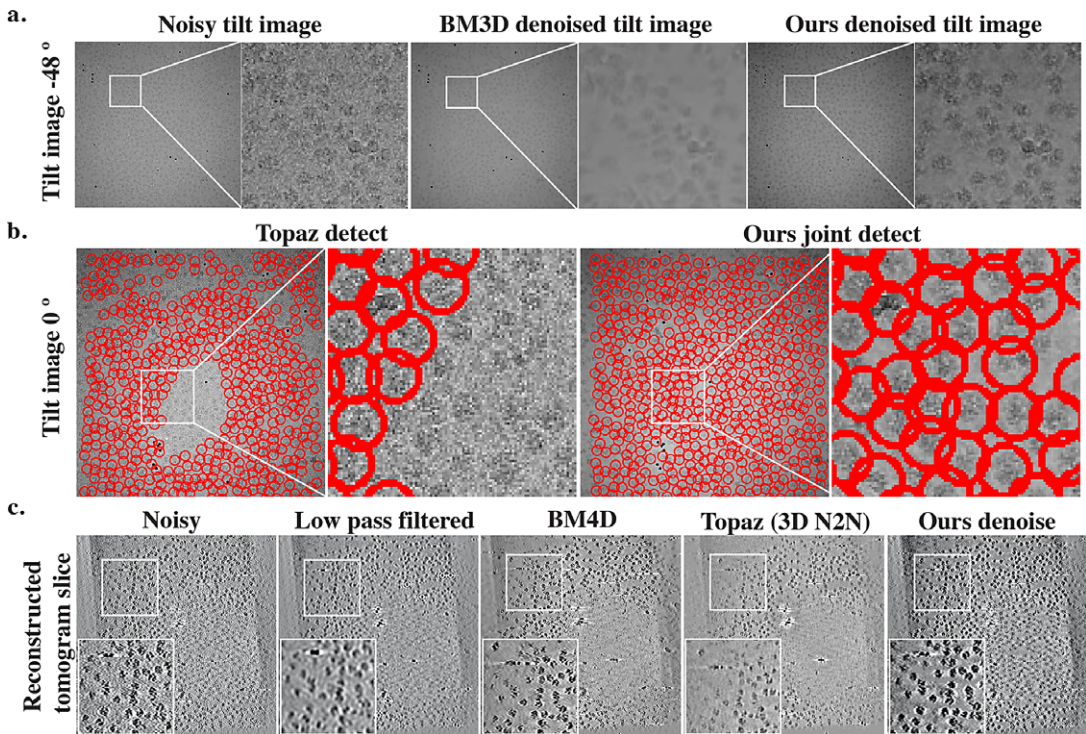 a.
Noisy tilt image
BM3D denoised tilt image
Ours denoised tilt image
Tilt image -48 º
b.
Topaz detect
Ours joint detect
Tilt image 0 º
c.
Noisy
Low pass filtered
BM4D
Topaz (3D N2N)
Ours denoise
Reconstructed
tomogram slice